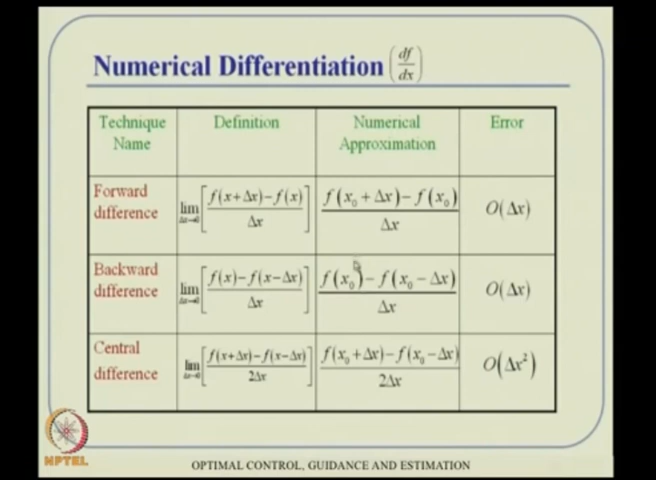 Numerical Differentiation (df/dx)
Technique Name | Definition | Numerical Approximation | Error
Forward difference | lim Δx→0 [ (f(x+Δx)−f(x)) / Δx ] | (f(x₀+Δx)−f(x₀)) / Δx | O(Δx)
Backward difference | lim Δx→0 [ (f(x)−f(x−Δx)) / Δx ] | (f(x₀)−f(x₀−Δx)) / Δx | O(Δx)
Central difference | lim Δx→0 [ (f(x+Δx)−f(x−Δx)) / 2Δx ] | (f(x₀+Δx)−f(x₀−Δx)) / 2Δx | O(Δx²)
NPTEL
OPTIMAL CONTROL, GUIDANCE AND ESTIMATION